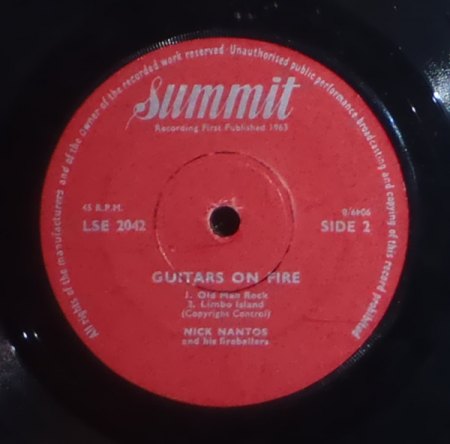 All rights of the manufacturers and of the owner of the recorded work reserved Unauthorised public performance broadcasting and copying of this record prohibited
Summit
Recording First Published 1963
45 R.P.M.
LSE 2042
SIDE 2
GUITARS ON FIRE
1. Old Man Rock
2. Limbo Island
(Copyright Control)
NICK NANTOS
and his fireballers